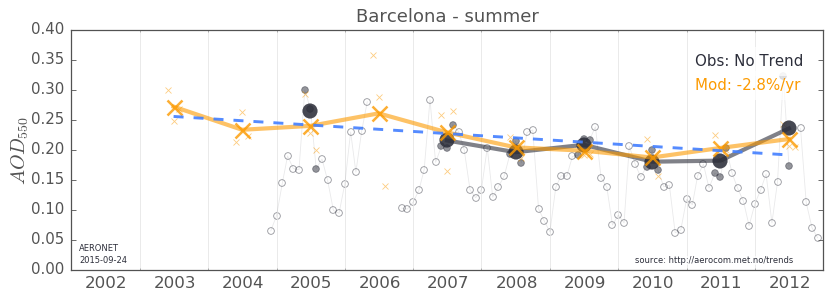 Barcelona - summer
0.40
0.35
0.30
0.25
0.20
0.15
0.10
0.05
0.00
AOD550
Obs: No Trend
Mod: -2.8%/yr
AERONET
2015-09-24
source: http://aerocom.met.no/trends
2002 2003 2004 2005 2006 2007 2008 2009 2010 2011 2012